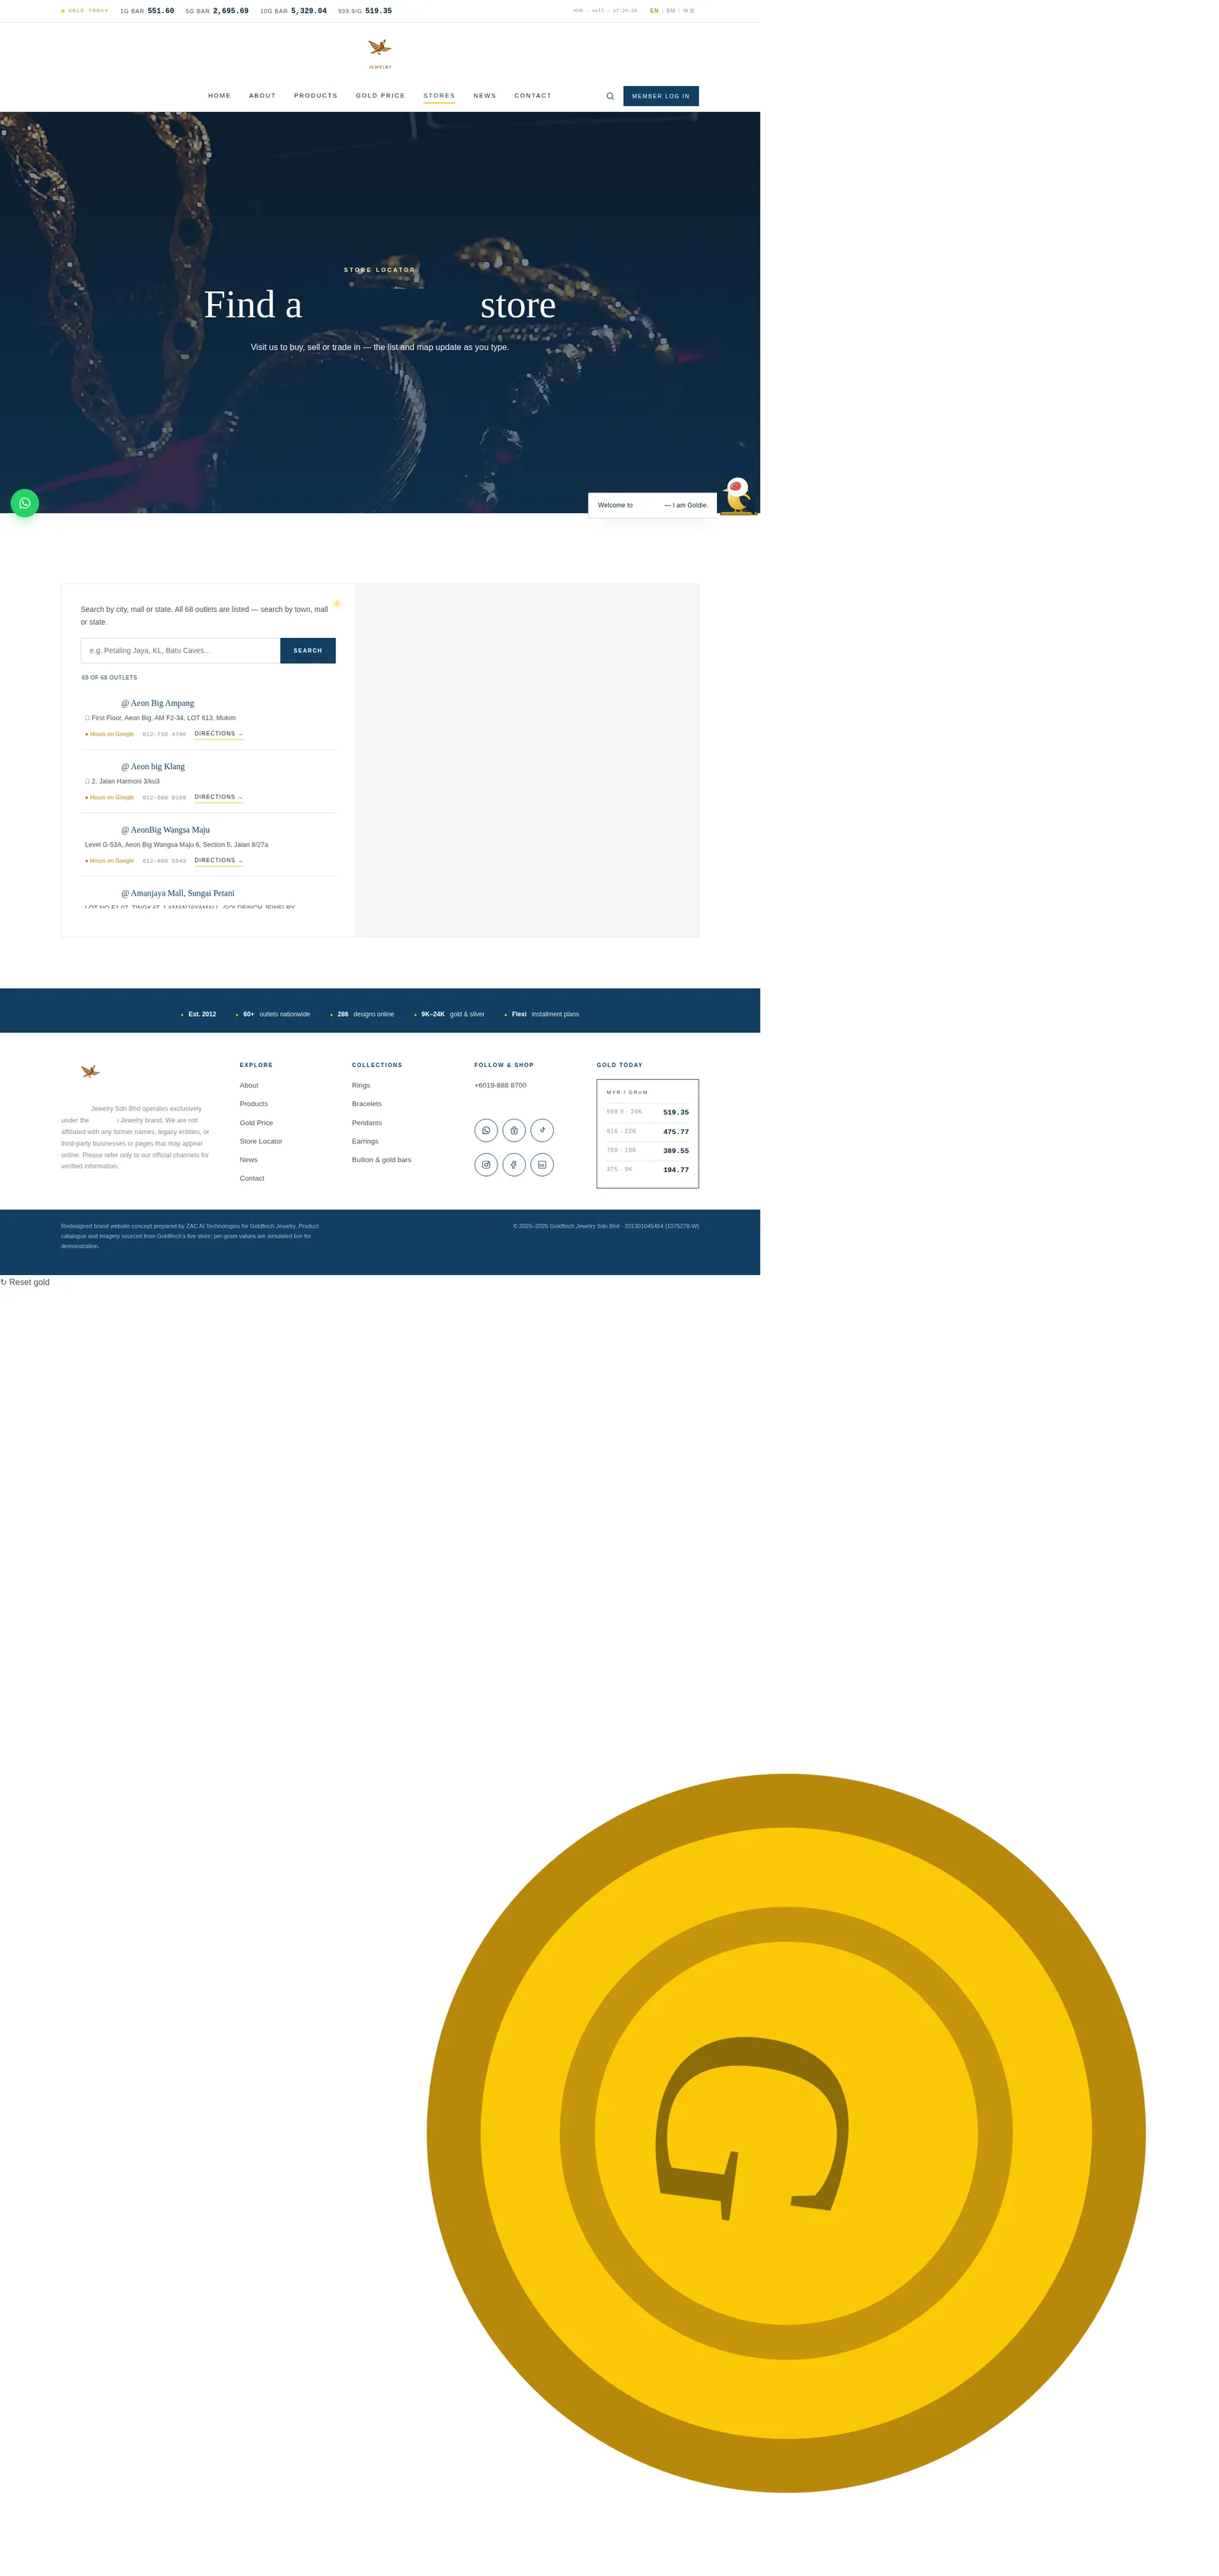 GOLD TODAY 1G BAR 551.60 5G BAR 2,695.69 10G BAR 5,329.04 999.9/G 519.35 MYR · sell · 17:20:20 EN | BM | 中文
JEWELRY
HOME ABOUT PRODUCTS GOLD PRICE STORES NEWS CONTACT MEMBER LOG IN
STORE LOCATOR
Find a store
Visit us to buy, sell or trade in — the list and map update as you type.
Welcome to — I am Goldie.
Search by city, mall or state. All 68 outlets are listed — search by town, mall
or state.
e.g. Petaling Jaya, KL, Batu Caves… SEARCH
68 OF 68 OUTLETS
@ Aeon Big Ampang
First Floor, Aeon Big, AM F2-34, LOT 613, Mukim
● Hours on Google 012-716 4790 DIRECTIONS →
@ Aeon big Klang
2, Jalan Harmoni 3/ku3
● Hours on Google DIRECTIONS →
@ AeonBig Wangsa Maju
Level G-53A, Aeon Big Wangsa Maju 6, Section 5, Jalan 8/27a
● Hours on Google 012-988 5543 DIRECTIONS →
@ Amanjaya Mall, Sungai Petani
LOT NO F1.07, TINGKAT, 1 AMANJAYAMALL, GOLDFINCH JEWELRY
Est. 2012 60+ outlets nationwide 286 designs online 9K–24K gold & silver Flexi installment plans
Jewelry Sdn Bhd operates exclusively
under the Jewelry brand. We are not
affiliated with any former names, legacy entities, or
third-party businesses or pages that may appear
online. Please refer only to our official channels for
verified information.
EXPLORE
About
Products
Gold Price
Store Locator
News
Contact
COLLECTIONS
Rings
Bracelets
Pendants
Earrings
Bullion & gold bars
FOLLOW & SHOP
+6019-888 8700
GOLD TODAY
MYR / GRAM
999.9 · 24K 519.35
916 · 22K 475.77
750 · 18K 389.55
375 · 9K 194.77
Redesigned brand website concept prepared by ZAC AI Technologies for Goldfinch Jewelry. Product
catalogue and imagery sourced from Goldfinch's live store; per-gram values are simulated live for
demonstration.
© 2025–2026 Goldfinch Jewelry Sdn Bhd · 201301045454 (1075278-W)
↻ Reset gold
G